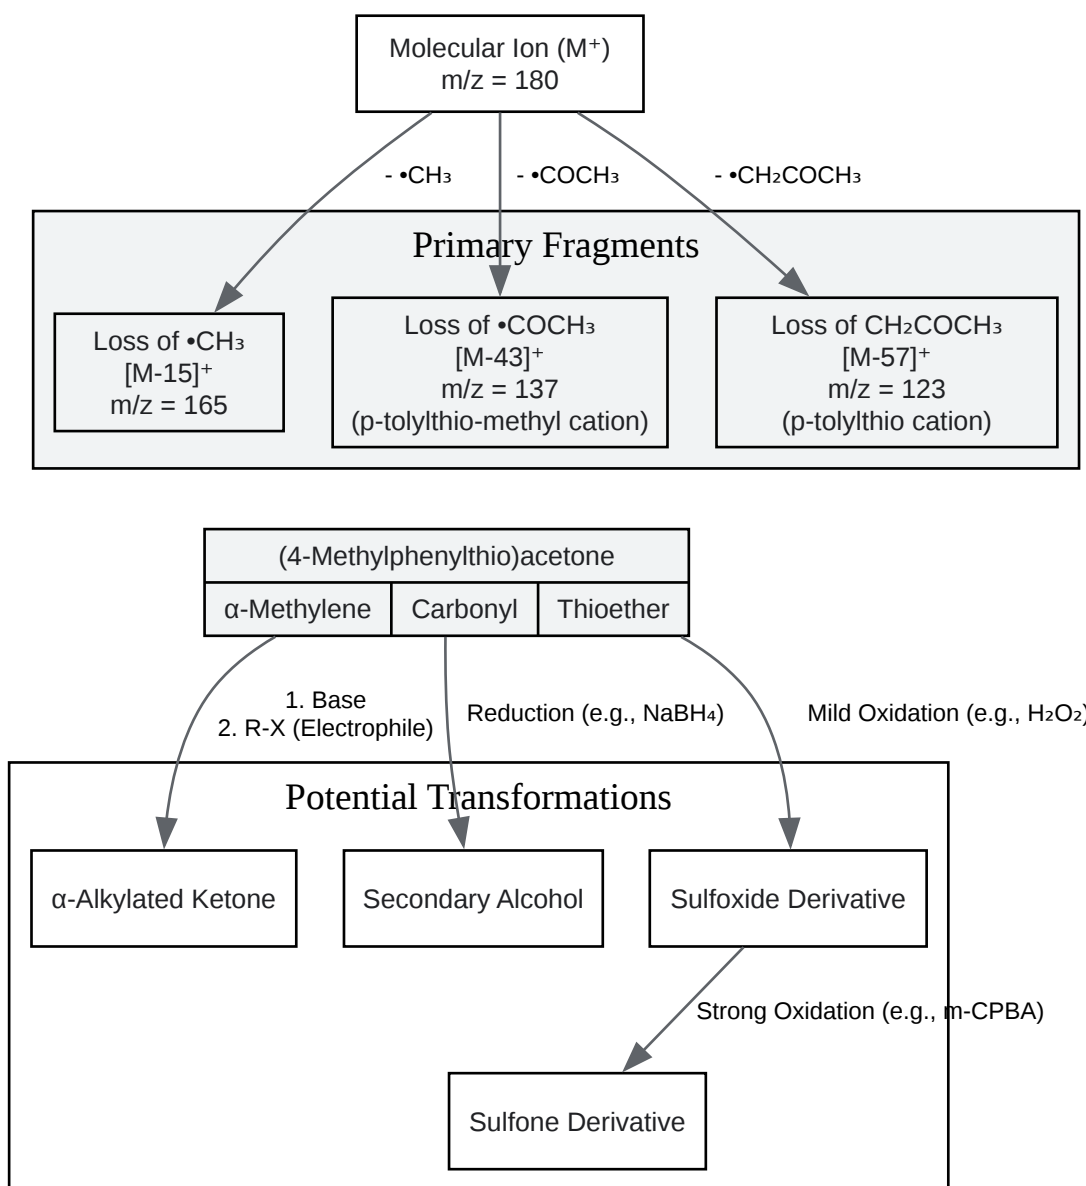 Molecular Ion (M⁺)
m/z = 180
- •CH₃
- •COCH₃
- •CH₂COCH₃
Primary Fragments
Loss of •CH₃
[M-15]⁺
m/z = 165
Loss of •COCH₃
[M-43]⁺
m/z = 137
(p-tolylthio-methyl cation)
Loss of CH₂COCH₃
[M-57]⁺
m/z = 123
(p-tolylthio cation)
(4-Methylphenylthio)acetone
α-Methylene
Carbonyl
Thioether
1. Base
2. R-X (Electrophile)
Reduction (e.g., NaBH₄)
Mild Oxidation (e.g., H₂O₂)
Potential Transformations
α-Alkylated Ketone
Secondary Alcohol
Sulfoxide Derivative
Strong Oxidation (e.g., m-CPBA)
Sulfone Derivative